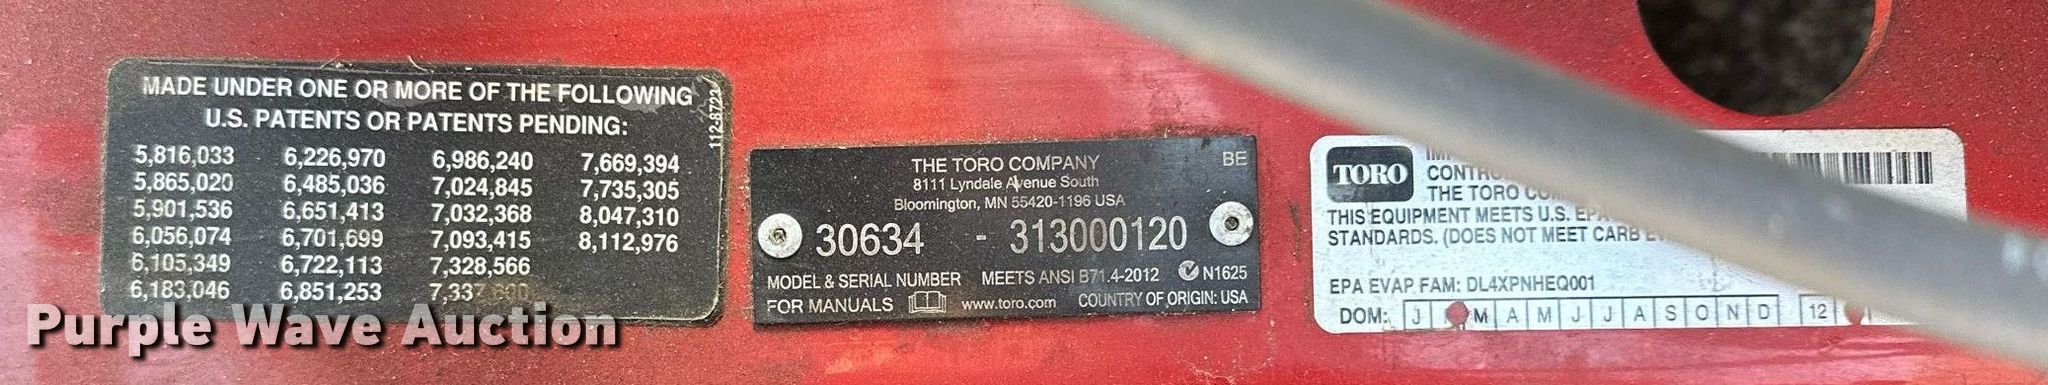 MADE UNDER ONE OR MORE OF THE FOLLOWING
U.S. PATENTS OR PATENTS PENDING:
5,816,033 6,226,970 6,986,240 7,669,394
5,865,020 6,485,036 7,024,845 7,735,305
5,901,536 6,651,413 7,032,368 8,047,310
6,056,074 6,701,699 7,093,415 8,112,976
6,105,349 6,722,113 7,328,566
6,183,046 6,851,253
112-8723
THE TORO COMPANY BE
8111 Lyndale Avenue South
Bloomington, MN 55420-1196 USA
30634 - 313000120
MODEL & SERIAL NUMBER MEETS ANSI B71.4-2012 N1625
FOR MANUALS www.toro.com COUNTRY OF ORIGIN: USA
TORO
THE TORO
THIS EQUIPMENT MEETS U.S. EPA
STANDARDS. (DOES NOT MEET CARB
EPA EVAP FAM: DL4XPNHEQ001
DOM: J M A M J J A S O N D 12
Purple Wave Auction